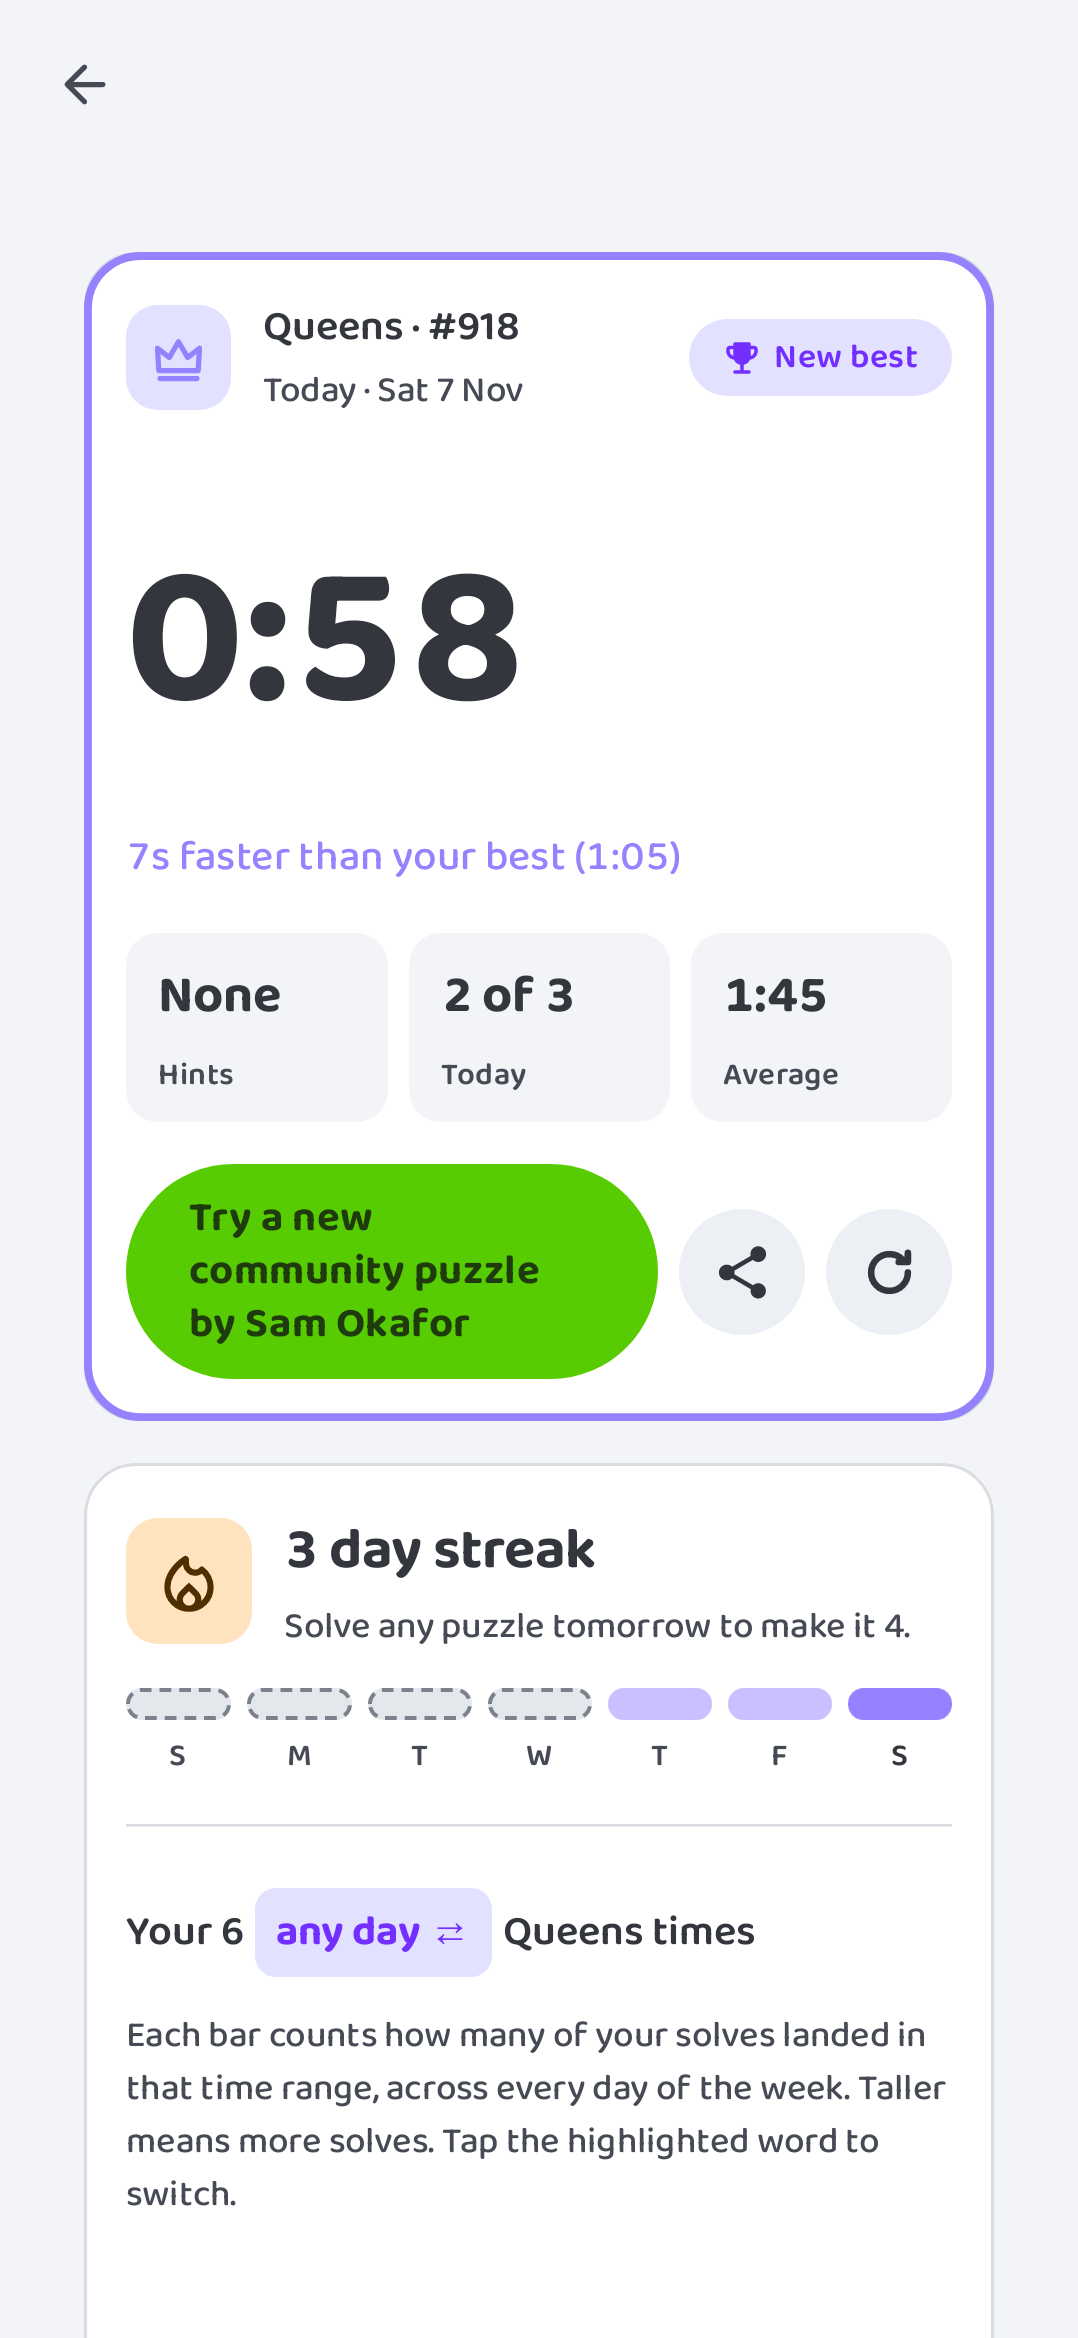 Queens · #918
Today · Sat 7 Nov
New best
0:58
7s faster than your best (1:05)
None
Hints
2 of 3
Today
1:45
Average
Try a new
community puzzle
by Sam Okafor
3 day streak
Solve any puzzle tomorrow to make it 4.
S M T W T F S
Your 6 any day ⇄ Queens times
Each bar counts how many of your solves landed in
that time range, across every day of the week. Taller
means more solves. Tap the highlighted word to
switch.